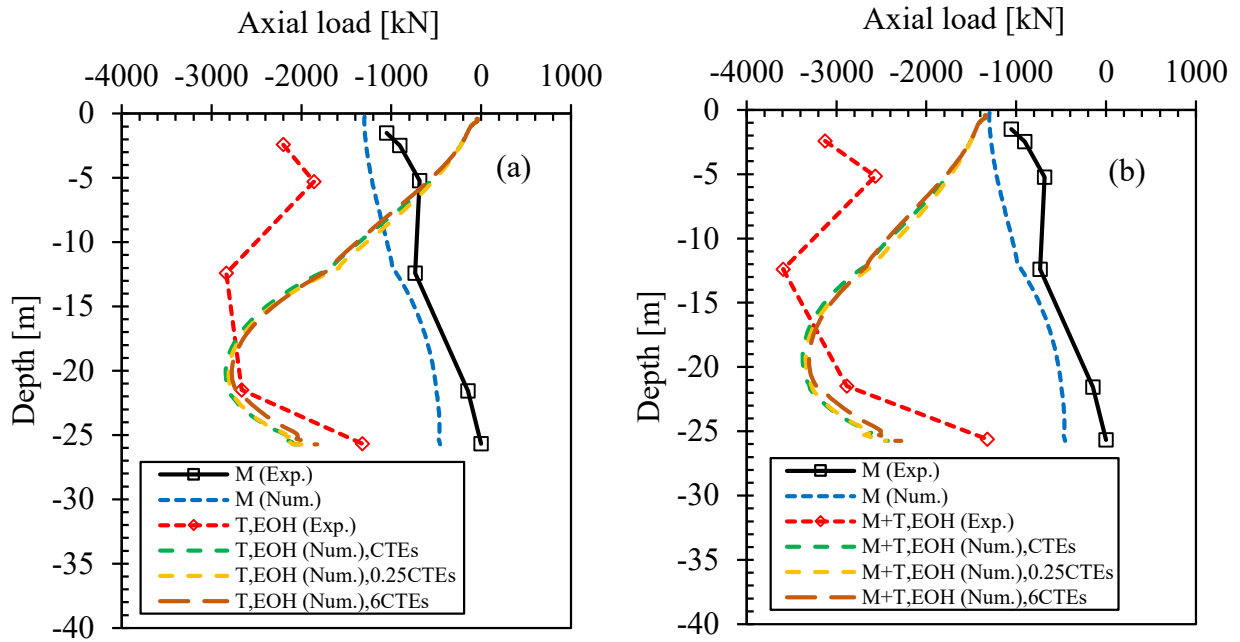 Axial load [kN]
-4000 -3000 -2000 -1000 0 1000
0
-5
-10
-15
-20
-25
-30
-35
-40
Depth [m]
(a)
M (Exp.)
M (Num.)
T,EOH (Exp.)
T,EOH (Num.),CTEs
T,EOH (Num.),0.25CTEs
T,EOH (Num.),6CTEs
Axial load [kN]
-4000 -3000 -2000 -1000 0 1000
0
-5
-10
-15
-20
-25
-30
-35
-40
Depth [m]
(b)
M (Exp.)
M (Num.)
M+T,EOH (Exp.)
M+T,EOH (Num.),CTEs
M+T,EOH (Num.),0.25CTEs
M+T,EOH (Num.),6CTEs